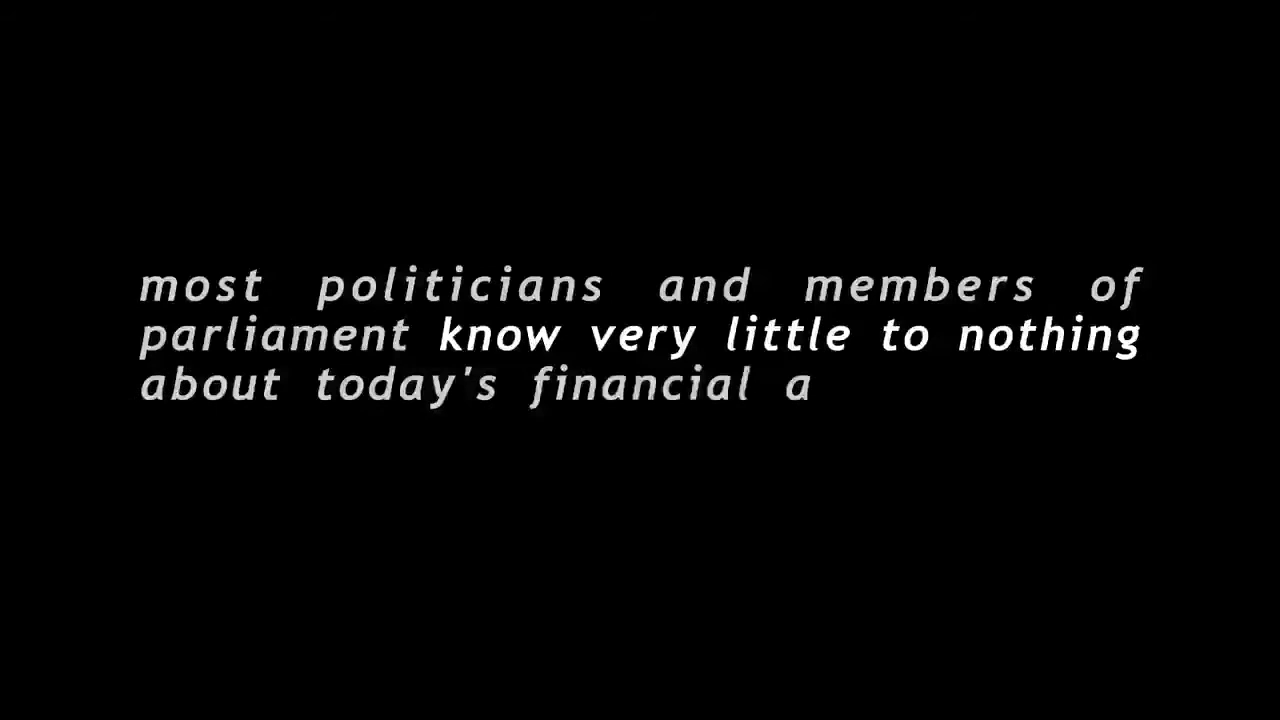 most politicians and members of
parliament know very little to nothing
about today's financial a